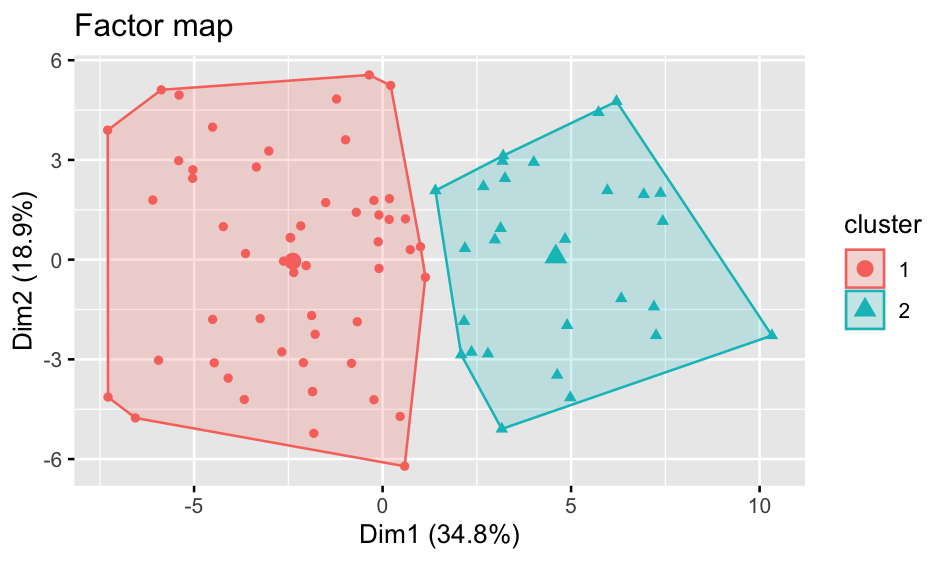 Factor map
6
3
0
-3
-6
Dim2 (18.9%)
-5
0
5
10
Dim1 (34.8%)
cluster
1
2